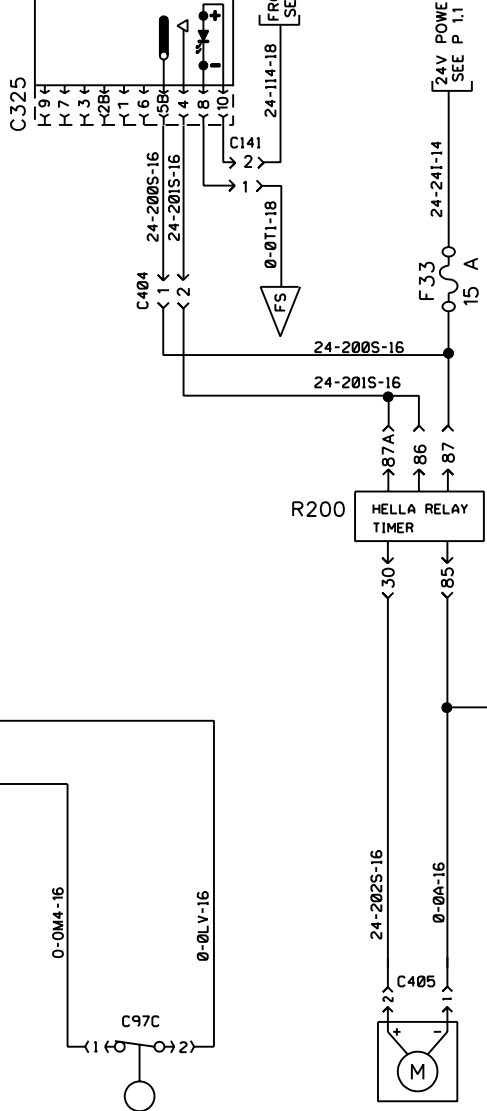 FRO
SE
24V POWE
SEE P 1.1
+
-
C325
9
7
3
2B
1
6
5B
4
8
10
24-114-18
C141
2
1
24-200S-16
24-201S-16
0-0T1-18
24-241-14
C404
1
2
FS
F33
15 A
24-200S-16
24-201S-16
87A
86
87
R200
HELLA RELAY
TIMER
30
85
0-0M4-16
0-0LV-16
24-202S-16
0-0A-16
C405
2
1
C97C
1
2
+
-
M